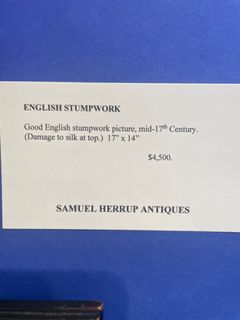 ENGLISH STUMPWORK
Good English stumpwork picture, mid-17th Century.
(Damage to silk at top.) 17" x 14"
$4,500.
SAMUEL HERRUP ANTIQUES